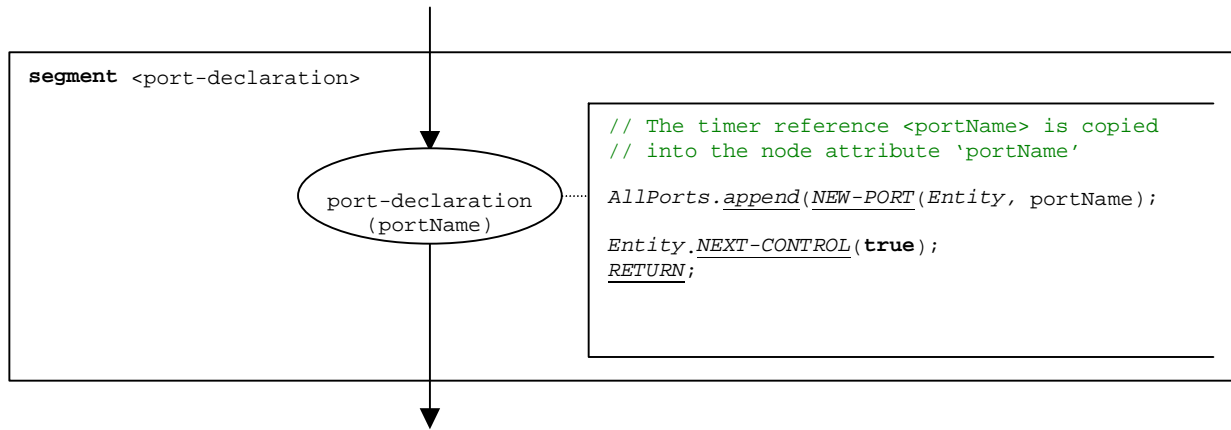 segment <port-declaration>
port-declaration
(portName)
// The timer reference <portName> is copied
// into the node attribute ‘portName’
AllPorts.append(NEW-PORT(Entity, portName);
Entity.NEXT-CONTROL(true);
RETURN;